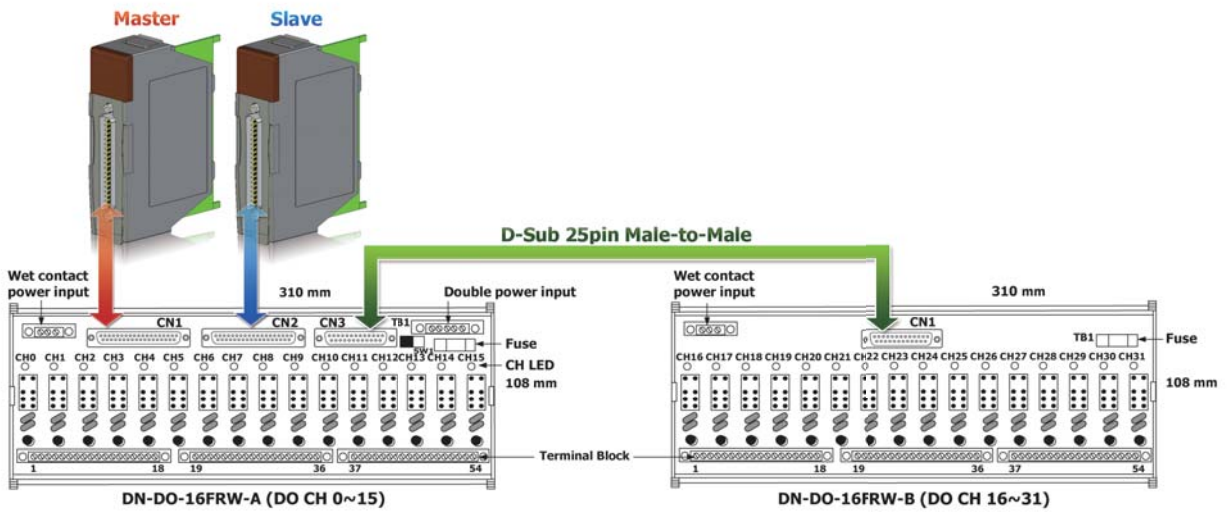 Master
Slave
D-Sub 25pin Male-to-Male
Wet contact
power input
310 mm
Double power input
CN1
CN2
CN3
TB1
SW1
Fuse
CH0 CH1 CH2 CH3 CH4 CH5 CH6 CH7 CH8 CH9 CH10 CH11 CH12 CH13 CH14 CH15
CH LED
108 mm
1 18 19 36 37 54
DN-DO-16FRW-A (DO CH 0~15)
Terminal Block
Wet contact
power input
310 mm
CN1
TB1
Fuse
CH16 CH17 CH18 CH19 CH20 CH21 CH22 CH23 CH24 CH25 CH26 CH27 CH28 CH29 CH30 CH31
108 mm
1 18 19 36 37 54
DN-DO-16FRW-B (DO CH 16~31)